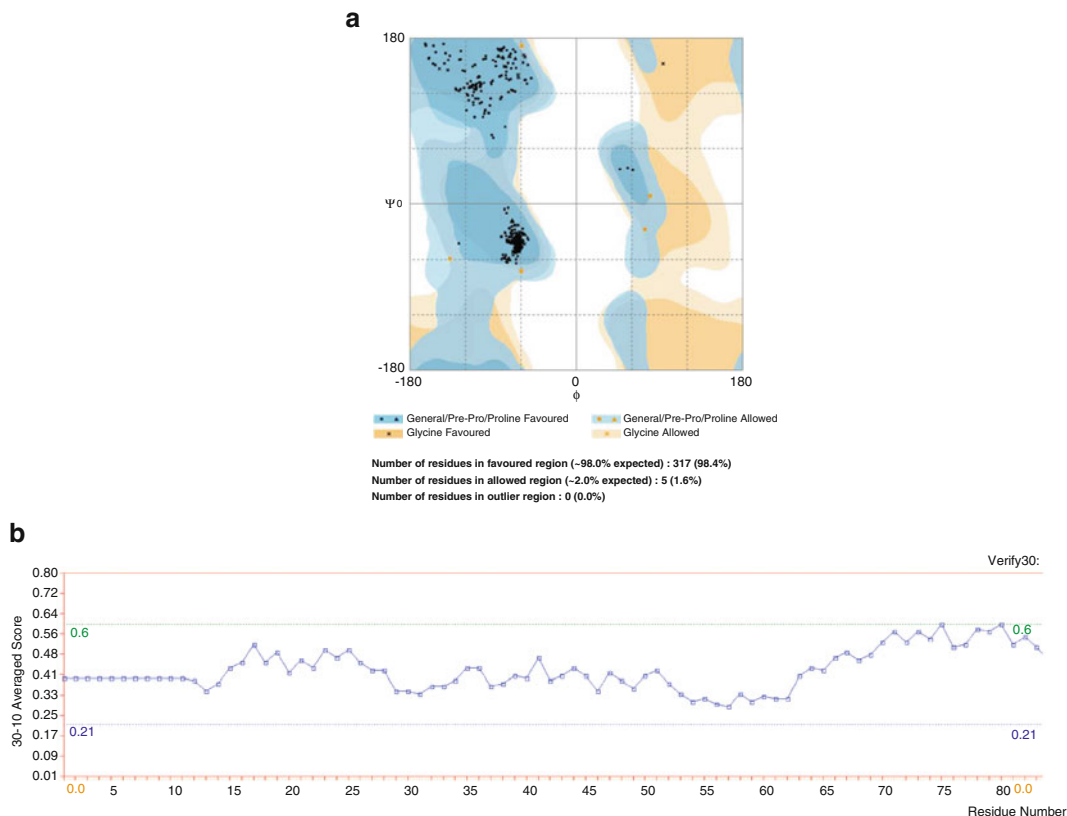 a
180
Ψ 0
-180
-180 0 180
ϕ
General/Pre-Pro/Proline Favoured General/Pre-Pro/Proline Allowed
Glycine Favoured Glycine Allowed
Number of residues in favoured region (~98.0% expected) : 317 (98.4%)
Number of residues in allowed region (~2.0% expected) : 5 (1.6%)
Number of residues in outlier region : 0 (0.0%)
b
Verify30:
30-10 Averaged Score
0.80
0.72
0.64
0.6 0.6
0.56
0.48
0.41
0.33
0.25
0.21 0.21
0.17
0.09
0.01
0.0 5 10 15 20 25 30 35 40 45 50 55 60 65 70 75 80 0.0
Residue Number